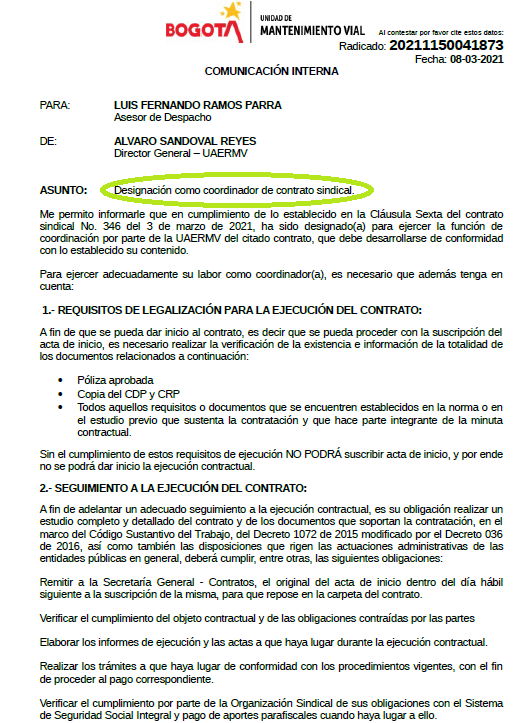 BOGOTÁ
UNIDAD DE
MANTENIMIENTO VIAL
Al contestar por favor cite estos datos:
Radicado: 20211150041873
Fecha: 08-03-2021
COMUNICACIÓN INTERNA
PARA: LUIS FERNANDO RAMOS PARRA
Asesor de Despacho
DE: ALVARO SANDOVAL REYES
Director General – UAERMV
ASUNTO: Designación como coordinador de contrato sindical.
Me permito informarle que en cumplimiento de lo establecido en la Cláusula Sexta del contrato
sindical No. 346 del 3 de marzo de 2021, ha sido designado(a) para ejercer la función de
coordinación por parte de la UAERMV del citado contrato, que debe desarrollarse de conformidad
con lo establecido su contenido.
Para ejercer adecuadamente su labor como coordinador(a), es necesario que además tenga en
cuenta:
1.- REQUISITOS DE LEGALIZACIÓN PARA LA EJECUCIÓN DEL CONTRATO:
A fin de que se pueda dar inicio al contrato, es decir que se pueda proceder con la suscripción del
acta de inicio, es necesario realizar la verificación de la existencia e información de la totalidad de
los documentos relacionados a continuación:
• Póliza aprobada
• Copia del CDP y CRP
• Todos aquellos requisitos o documentos que se encuentren establecidos en la norma o en
el estudio previo que sustenta la contratación y que hace parte integrante de la minuta
contractual.
Sin el cumplimiento de estos requisitos de ejecución NO PODRÁ suscribir acta de inicio, y por ende
no se podrá dar inicio la ejecución contractual.
2.- SEGUIMIENTO A LA EJECUCIÓN DEL CONTRATO:
A fin de adelantar un adecuado seguimiento a la ejecución contractual, es su obligación realizar un
estudio completo y detallado del contrato y de los documentos que soportan la contratación, en el
marco del Código Sustantivo del Trabajo, del Decreto 1072 de 2015 modificado por el Decreto 036
de 2016, así como también las disposiciones que rigen las actuaciones administrativas de las
entidades públicas en general, deberá cumplir, entre otras, las siguientes obligaciones:
Remitir a la Secretaría General - Contratos, el original del acta de inicio dentro del día hábil
siguiente a la suscripción de la misma, para que repose en la carpeta del contrato.
Verificar el cumplimiento del objeto contractual y de las obligaciones contraídas por las partes
Elaborar los informes de ejecución y las actas a que haya lugar durante la ejecución contractual.
Realizar los trámites a que haya lugar de conformidad con los procedimientos vigentes, con el fin
de proceder al pago correspondiente.
Verificar el cumplimiento por parte de la Organización Sindical de sus obligaciones con el Sistema
de Seguridad Social Integral y pago de aportes parafiscales cuando haya lugar a ello.